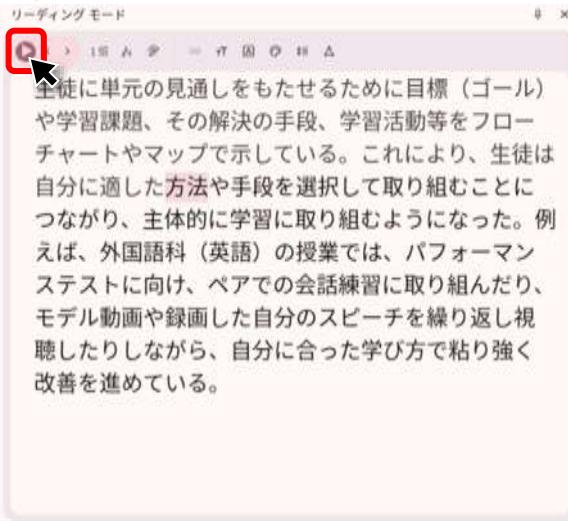 リーディング モード
生徒に単元の見通しをもたせるために目標（ゴール）
や学習課題、その解決の手段、学習活動等をフロー
チャートやマップで示している。これにより、生徒は
自分に適した方法や手段を選択して取り組むことに
つながり、主体的に学習に取り組むようになった。例
えば、外国語科（英語）の授業では、パフォーマン
ステストに向け、ペアでの会話練習に取り組んだり、
モデル動画や録画した自分のスピーチを繰り返し視
聴したりしながら、自分に合った学び方で粘り強く
改善を進めている。